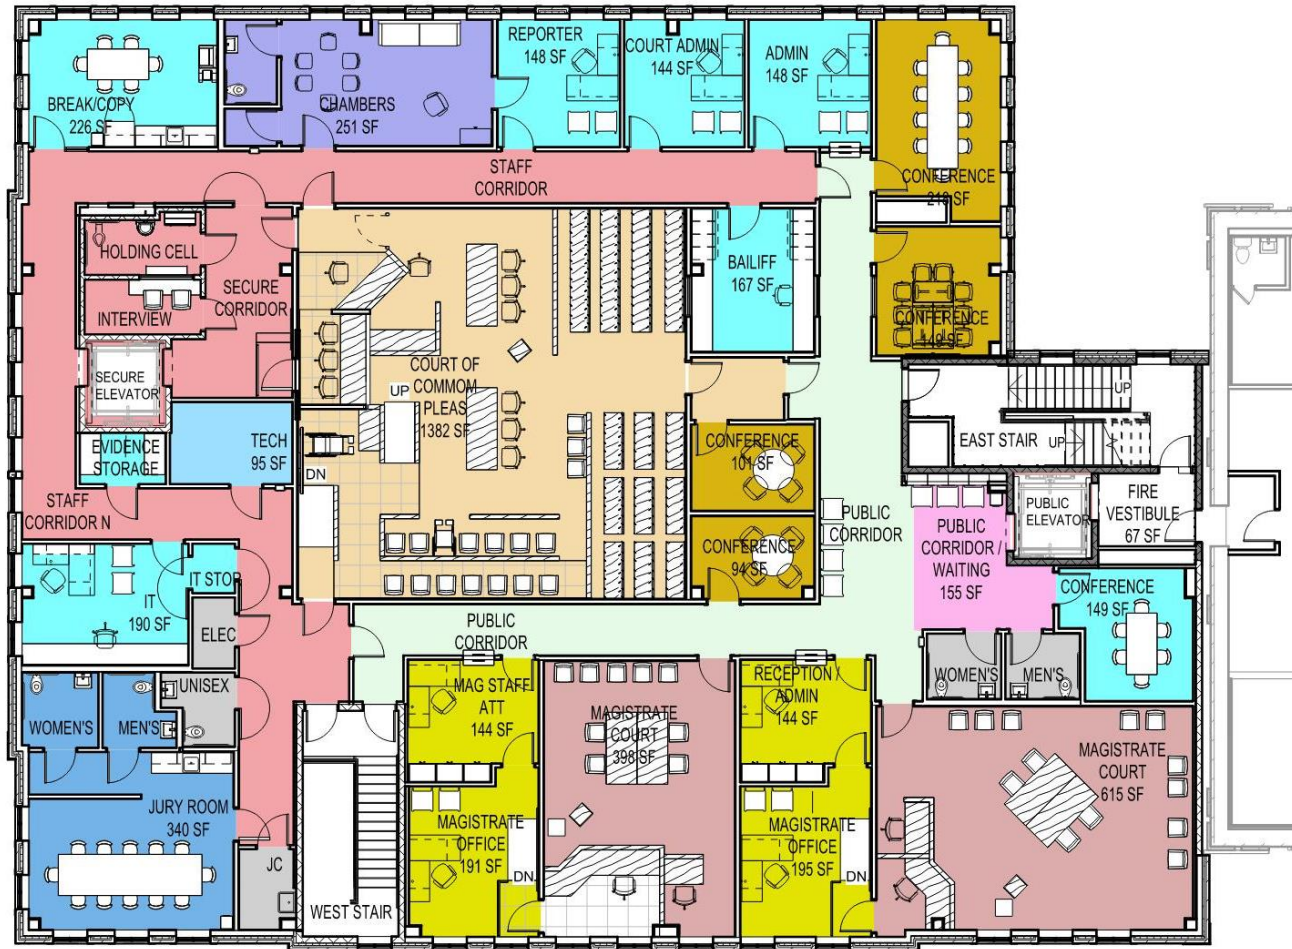 REPORTER
148 SF
COURT ADMIN
144 SF
ADMIN
148 SF
BREAK/COPY
226 SF
CHAMBERS
251 SF
STAFF
CORRIDOR
CONFERENCE
218 SF
HOLDING CELL
SECURE
CORRIDOR
INTERVIEW
BAILIFF
167 SF
CONFERENCE
149 SF
SECURE
ELEVATOR
UP
COURT OF
COMMOM
PLEAS
1382 SF
UP
EAST STAIR
UP
TECH
95 SF
EVIDENCE
STORAGE
DN
CONFERENCE
101 SF
STAFF
CORRIDOR N
PUBLIC
CORRIDOR
PUBLIC
CORRIDOR /
WAITING
155 SF
PUBLIC
ELEVATOR
FIRE
VESTIBULE
67 SF
CONFERENCE
94 SF
IT STOR
IT
190 SF
ELEC
PUBLIC
CORRIDOR
CONFERENCE
149 SF
UNISEX
WOMEN'S
MEN'S
MAG STAFF
ATT
144 SF
MAGISTRATE
COURT
398 SF
RECEPTION /
ADMIN
144 SF
WOMEN'S
MEN'S
MAGISTRATE
COURT
615 SF
JURY ROOM
340 SF
JC
WEST STAIR
MAGISTRATE
OFFICE
191 SF
DN
MAGISTRATE
OFFICE
195 SF
DN